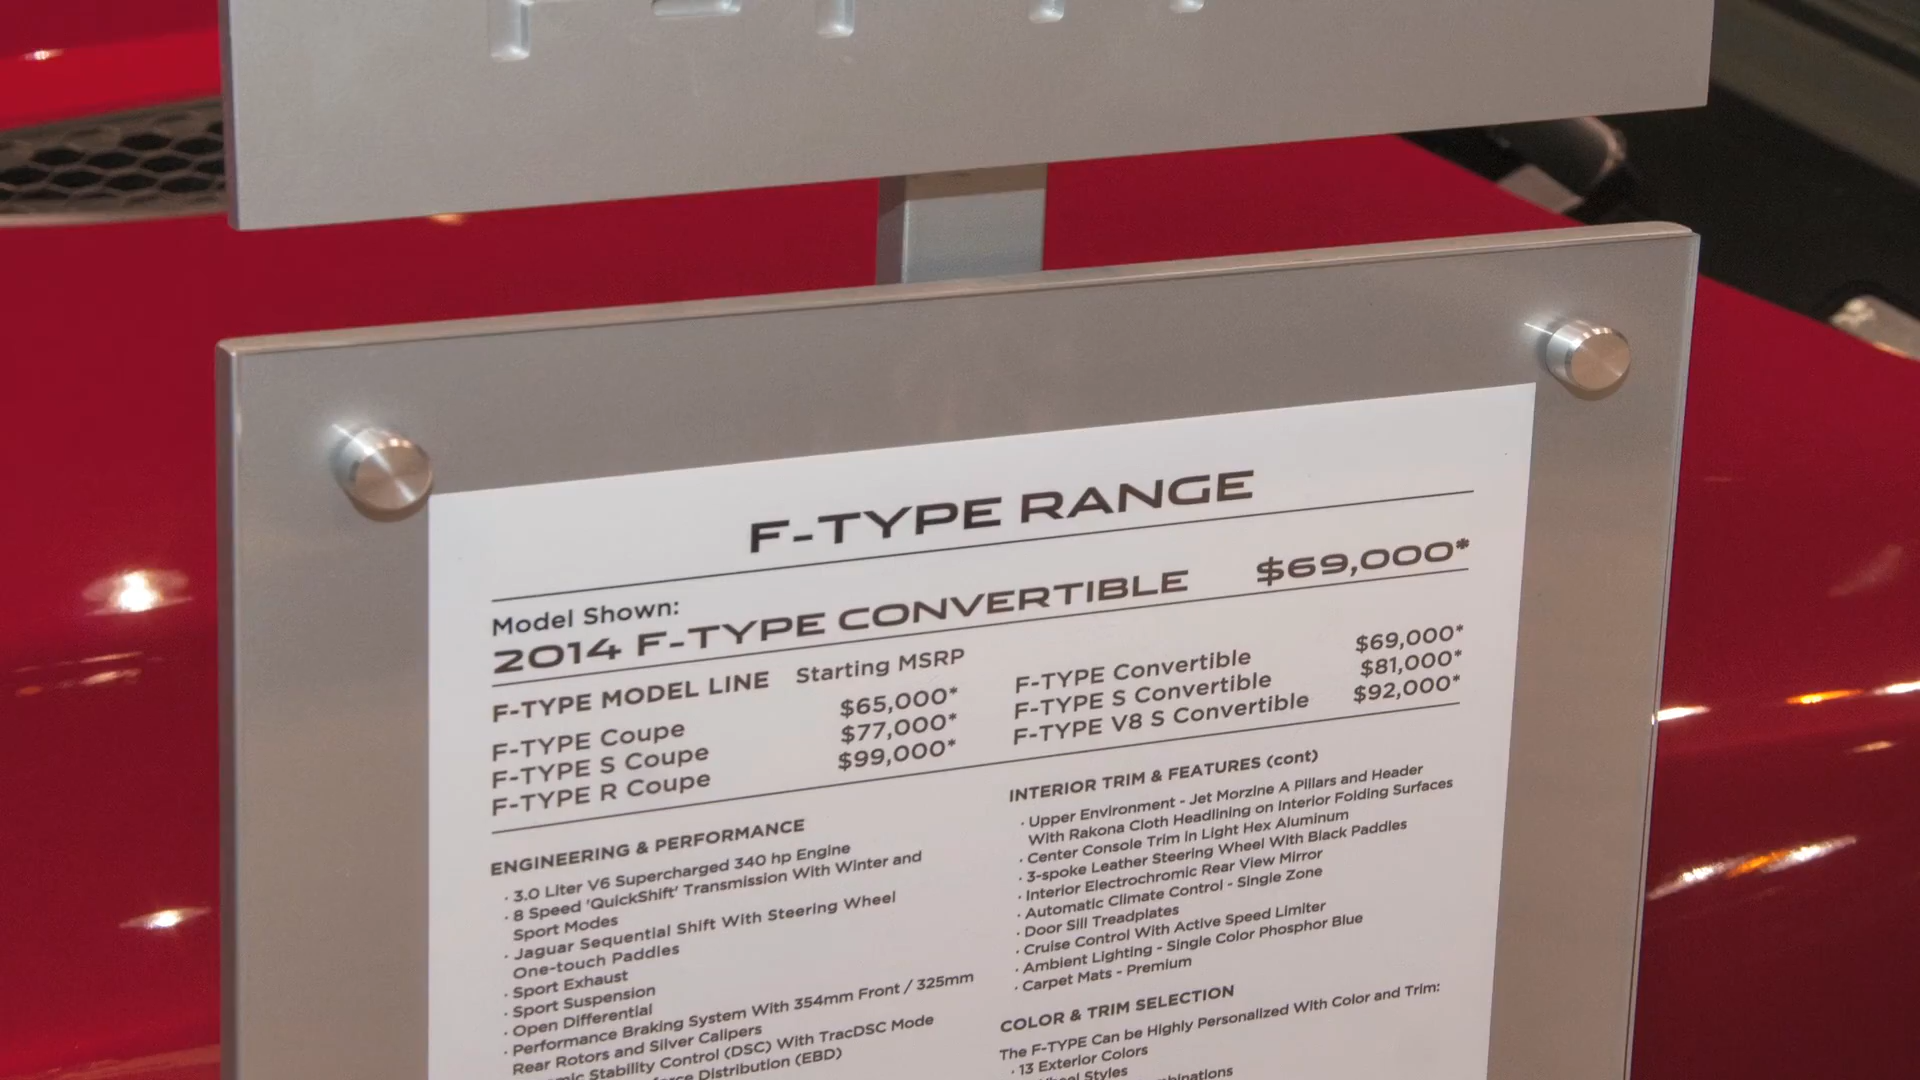 F-TYPE RANGE
Model Shown:
2014 F-TYPE CONVERTIBLE $69,000*
F-TYPE MODEL LINE Starting MSRP
F-TYPE Coupe $65,000*
F-TYPE S Coupe $77,000*
F-TYPE R Coupe $99,000*
F-TYPE Convertible $69,000*
F-TYPE S Convertible $81,000*
F-TYPE V8 S Convertible $92,000*
ENGINEERING & PERFORMANCE
· 3.0 Liter V6 Supercharged 340 hp Engine
· 8 Speed 'QuickShift' Transmission With Winter and
Sport Modes
· Jaguar Sequential Shift With Steering Wheel
One-touch Paddles
· Sport Exhaust
· Sport Suspension
· Open Differential
· Performance Braking System With 354mm Front / 325mm
Rear Rotors and Silver Calipers
Stability Control (DSC) With TracDSC Mode
Distribution (EBD)
INTERIOR TRIM & FEATURES (cont)
· Upper Environment - Jet Morzine A Pillars and Header
With Rakona Cloth Headlining on Interior Folding Surfaces
· Center Console Trim in Light Hex Aluminum
· 3-spoke Leather Steering Wheel With Black Paddles
· Interior Electrochromic Rear View Mirror
· Automatic Climate Control - Single Zone
· Door Sill Treadplates
· Cruise Control With Active Speed Limiter
· Ambient Lighting - Single Color Phosphor Blue
· Carpet Mats - Premium
COLOR & TRIM SELECTION
The F-TYPE Can be Highly Personalized With Color and Trim:
· 13 Exterior Colors
Styles